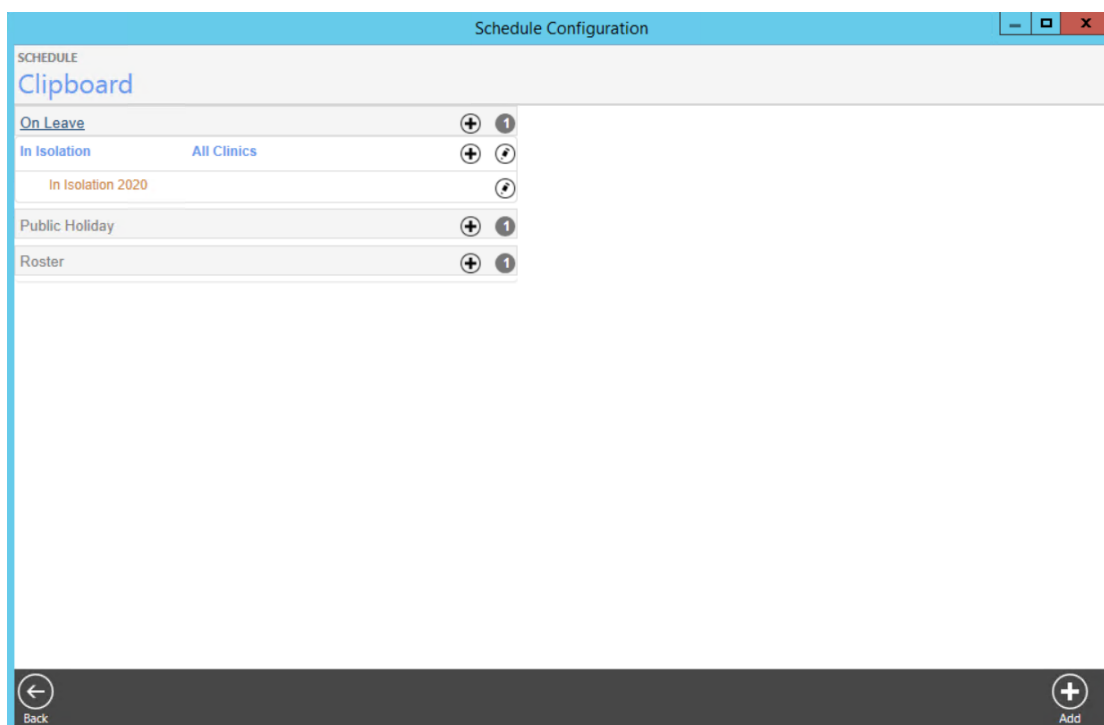 Schedule Configuration
SCHEDULE
Clipboard
On Leave 1
In Isolation All Clinics
In Isolation 2020
Public Holiday 1
Roster 1
Back Add